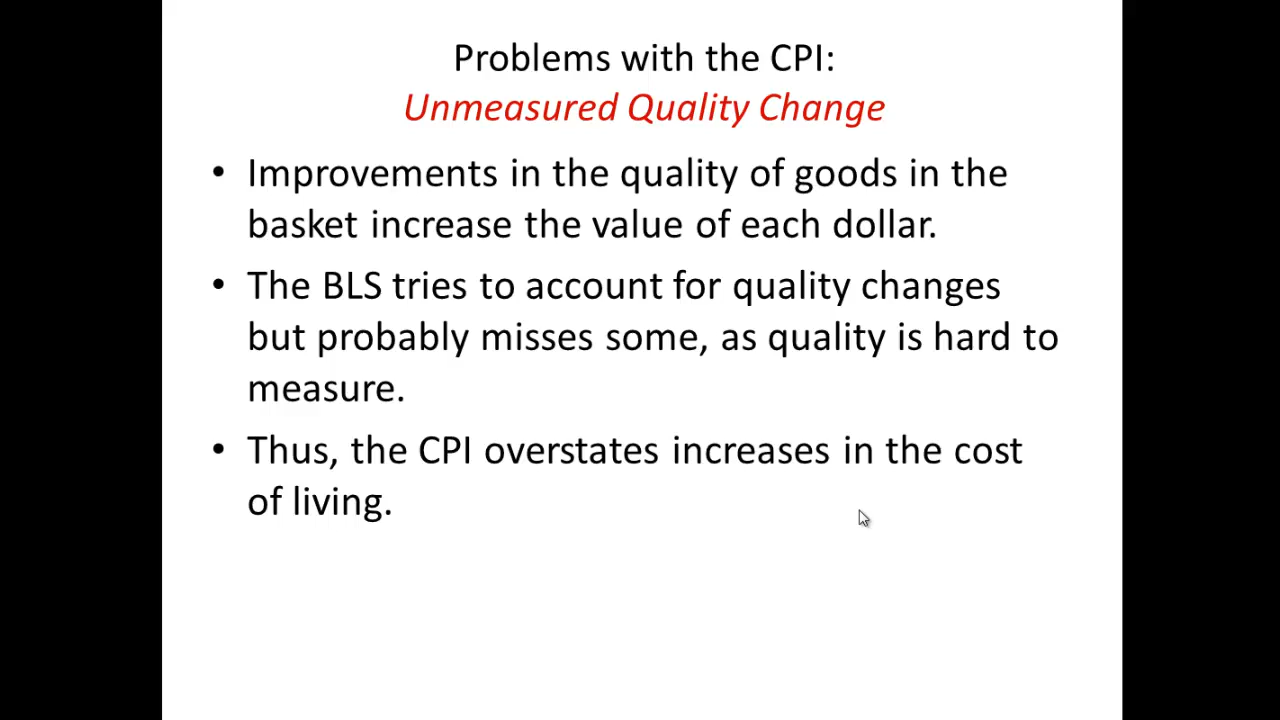 Problems with the CPI:
Unmeasured Quality Change
• Improvements in the quality of goods in the
basket increase the value of each dollar.
• The BLS tries to account for quality changes
but probably misses some, as quality is hard to
measure.
• Thus, the CPI overstates increases in the cost
of living.